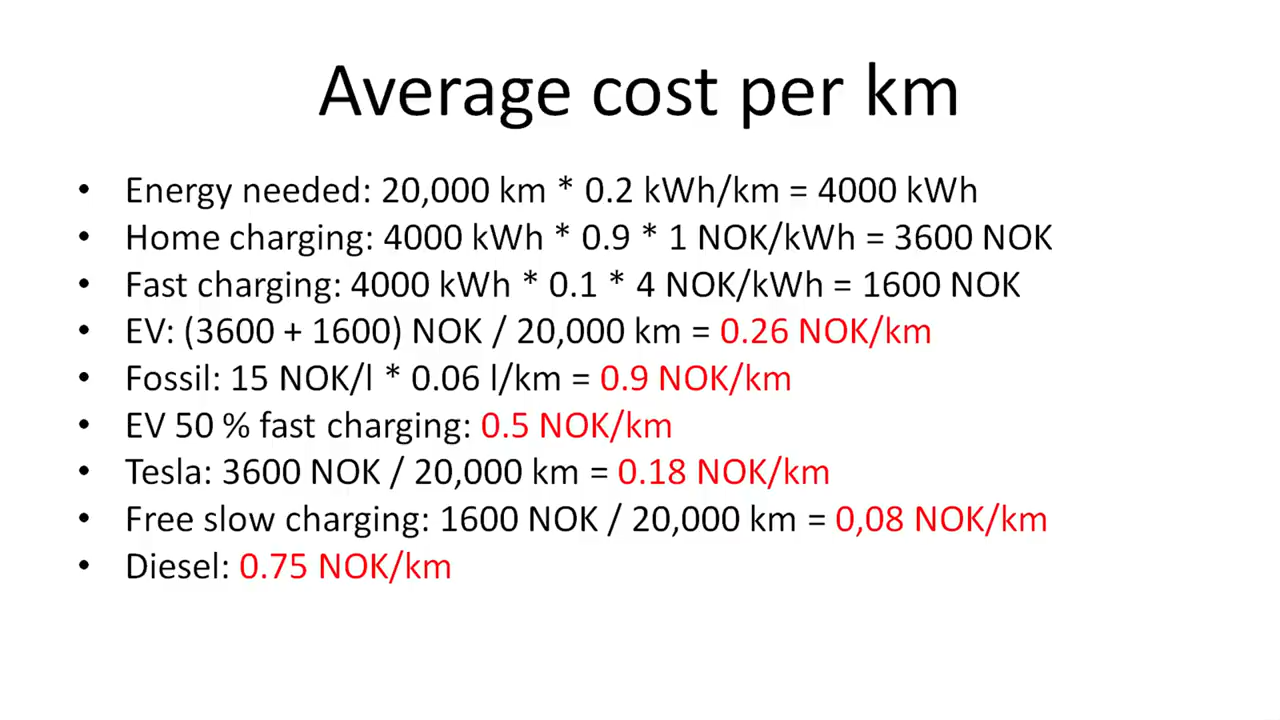 Average cost per km
• Energy needed: 20,000 km * 0.2 kWh/km = 4000 kWh
• Home charging: 4000 kWh * 0.9 * 1 NOK/kWh = 3600 NOK
• Fast charging: 4000 kWh * 0.1 * 4 NOK/kWh = 1600 NOK
• EV: (3600 + 1600) NOK / 20,000 km = 0.26 NOK/km
• Fossil: 15 NOK/l * 0.06 l/km = 0.9 NOK/km
• EV 50 % fast charging: 0.5 NOK/km
• Tesla: 3600 NOK / 20,000 km = 0.18 NOK/km
• Free slow charging: 1600 NOK / 20,000 km = 0,08 NOK/km
• Diesel: 0.75 NOK/km